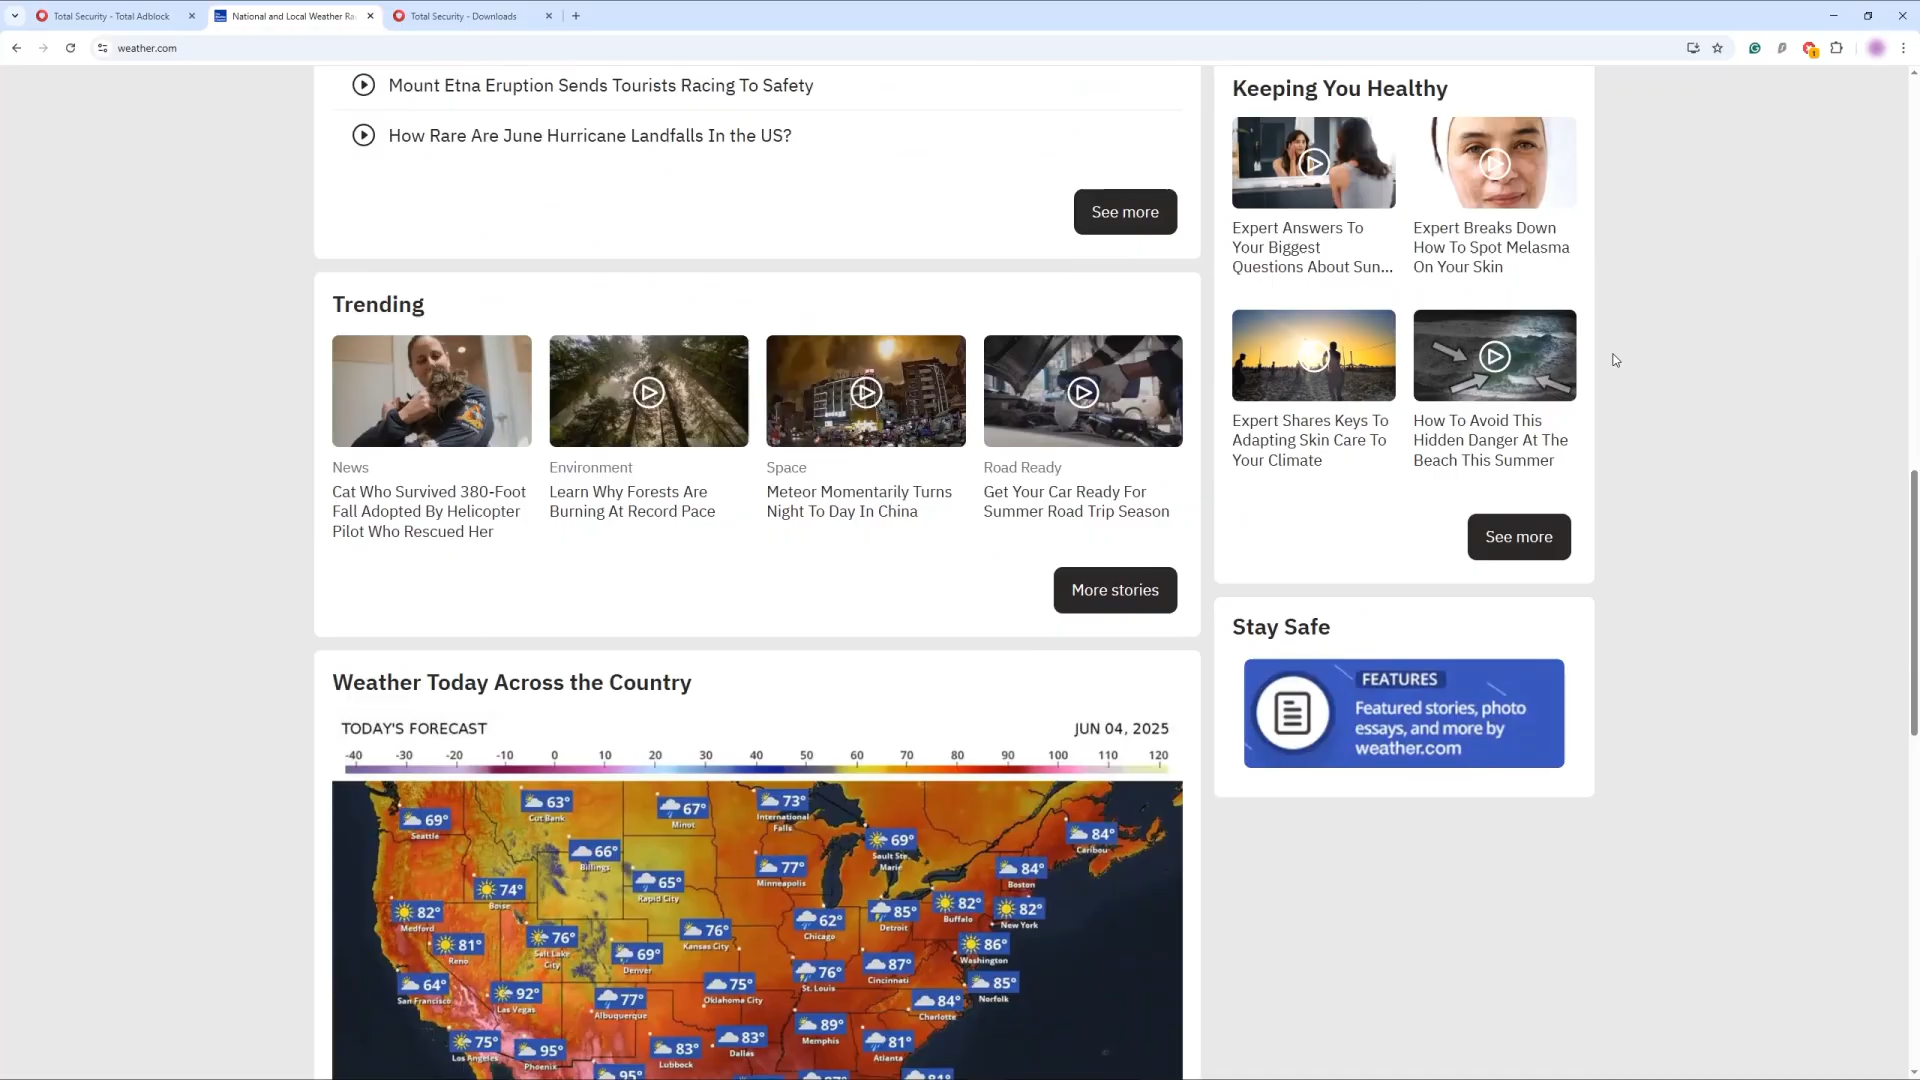 Total Security - Total Adblock
National and Local Weather Ra
Total Security - Downloads
weather.com
1
Mount Etna Eruption Sends Tourists Racing To Safety
How Rare Are June Hurricane Landfalls In the US?
See more
Trending
News
Cat Who Survived 380-Foot
Fall Adopted By Helicopter
Pilot Who Rescued Her
Environment
Learn Why Forests Are
Burning At Record Pace
Space
Meteor Momentarily Turns
Night To Day In China
Road Ready
Get Your Car Ready For
Summer Road Trip Season
More stories
Keeping You Healthy
Expert Answers To
Your Biggest
Questions About Sun...
Expert Breaks Down
How To Spot Melasma
On Your Skin
Expert Shares Keys To
Adapting Skin Care To
Your Climate
How To Avoid This
Hidden Danger At The
Beach This Summer
See more
Stay Safe
FEATURES
Featured stories, photo
essays, and more by
weather.com
Weather Today Across the Country
TODAY'S FORECAST
JUN 04, 2025
-40 -30 -20 -10 0 10 20 30 40 50 60 70 80 90 100 110 120
69°
Seattle
63°
Cut Bank
67°
Minot
73°
International
Falls
69°
Sault Ste.
Marie
84°
Caribou
66°
Billings
77°
Minneapolis
84°
Boston
74°
Boise
65°
Rapid City
82°
Medford
62°
Chicago
85°
Detroit
82°
Buffalo
82°
New York
81°
Reno
76°
Salt Lake
City
69°
Denver
76°
Kansas City
86°
Washington
64°
San Francisco
92°
Las Vegas
77°
Albuquerque
75°
Oklahoma City
76°
St. Louis
87°
Cincinnati
85°
Norfolk
84°
Charlotte
75°
Los Angeles
95°
Phoenix
83°
Lubbock
83°
Dallas
89°
Memphis
81°
Atlanta
95°